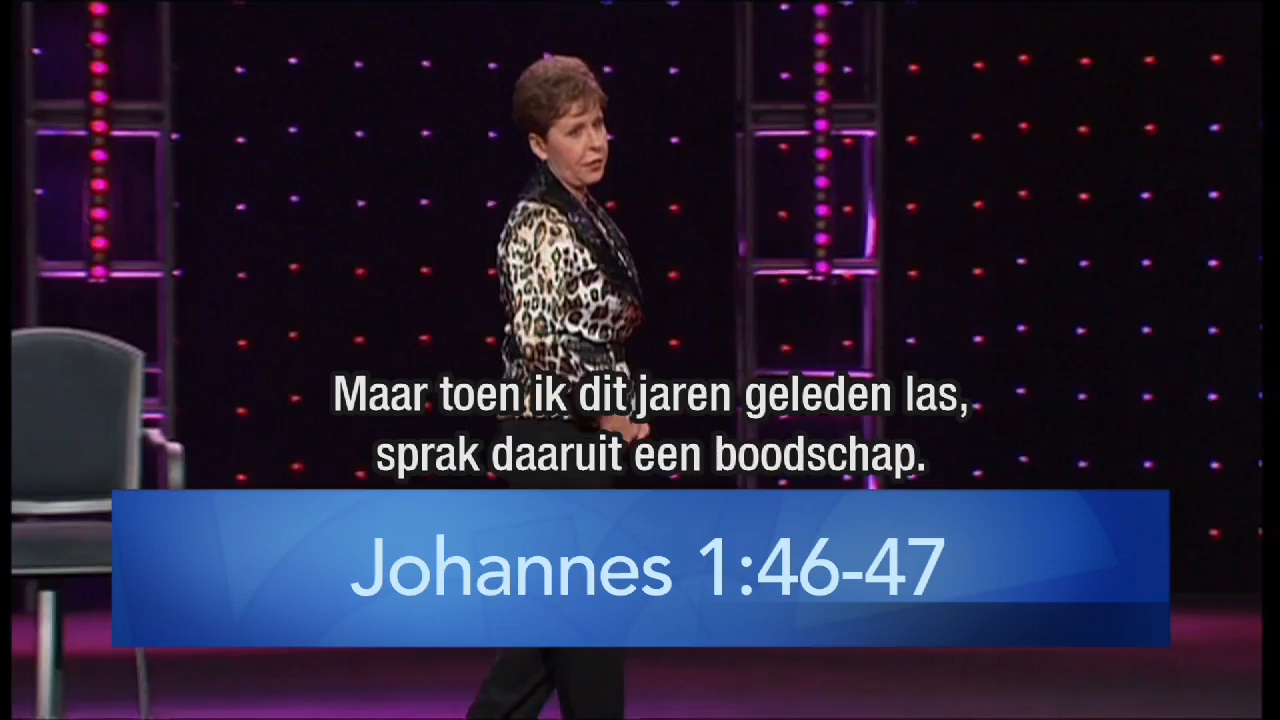 Maar toen ik dit jaren geleden las,
sprak daaruit een boodschap.
Johannes 1:46-47